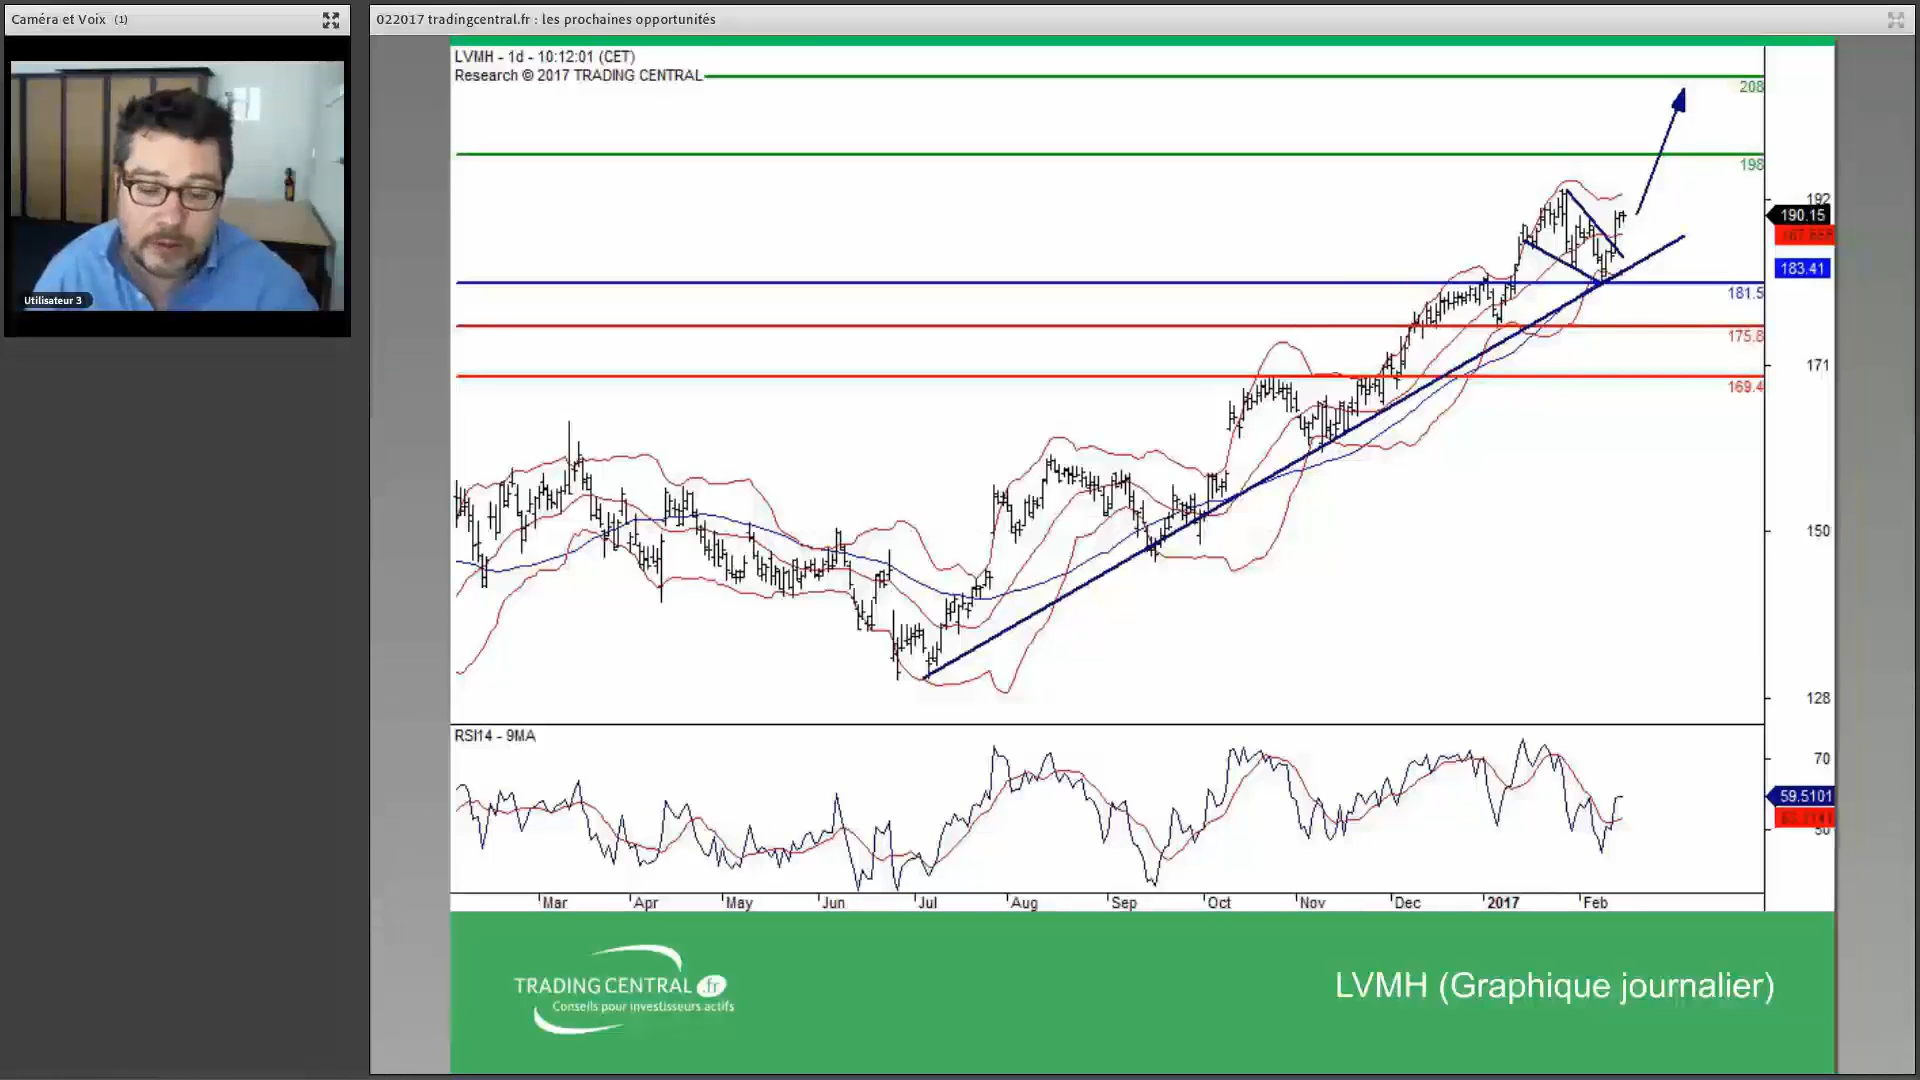 Caméra et Voix (1)
022017 tradingcentral.fr : les prochaines opportunités
Utilisateur 3
LVMH - 1d - 10:12:01 (CET)
Research © 2017 TRADING CENTRAL
208
198
192
190.15
183.41
181.5
175.8
171
169.4
150
128
RSI14 - 9MA
70
59.5101
50
Mar Apr May Jun Jul Aug Sep Oct Nov Dec 2017 Feb
TRADING CENTRAL .fr
Conseils pour investisseurs actifs
LVMH (Graphique journalier)